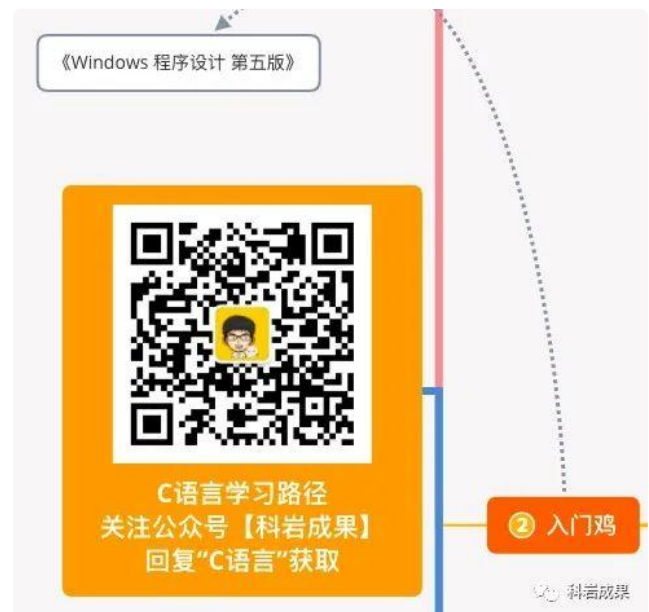 《Windows 程序设计 第五版》
C语言学习路径
关注公众号【科岩成果】
回复“C语言”获取
② 入门鸡
科岩成果